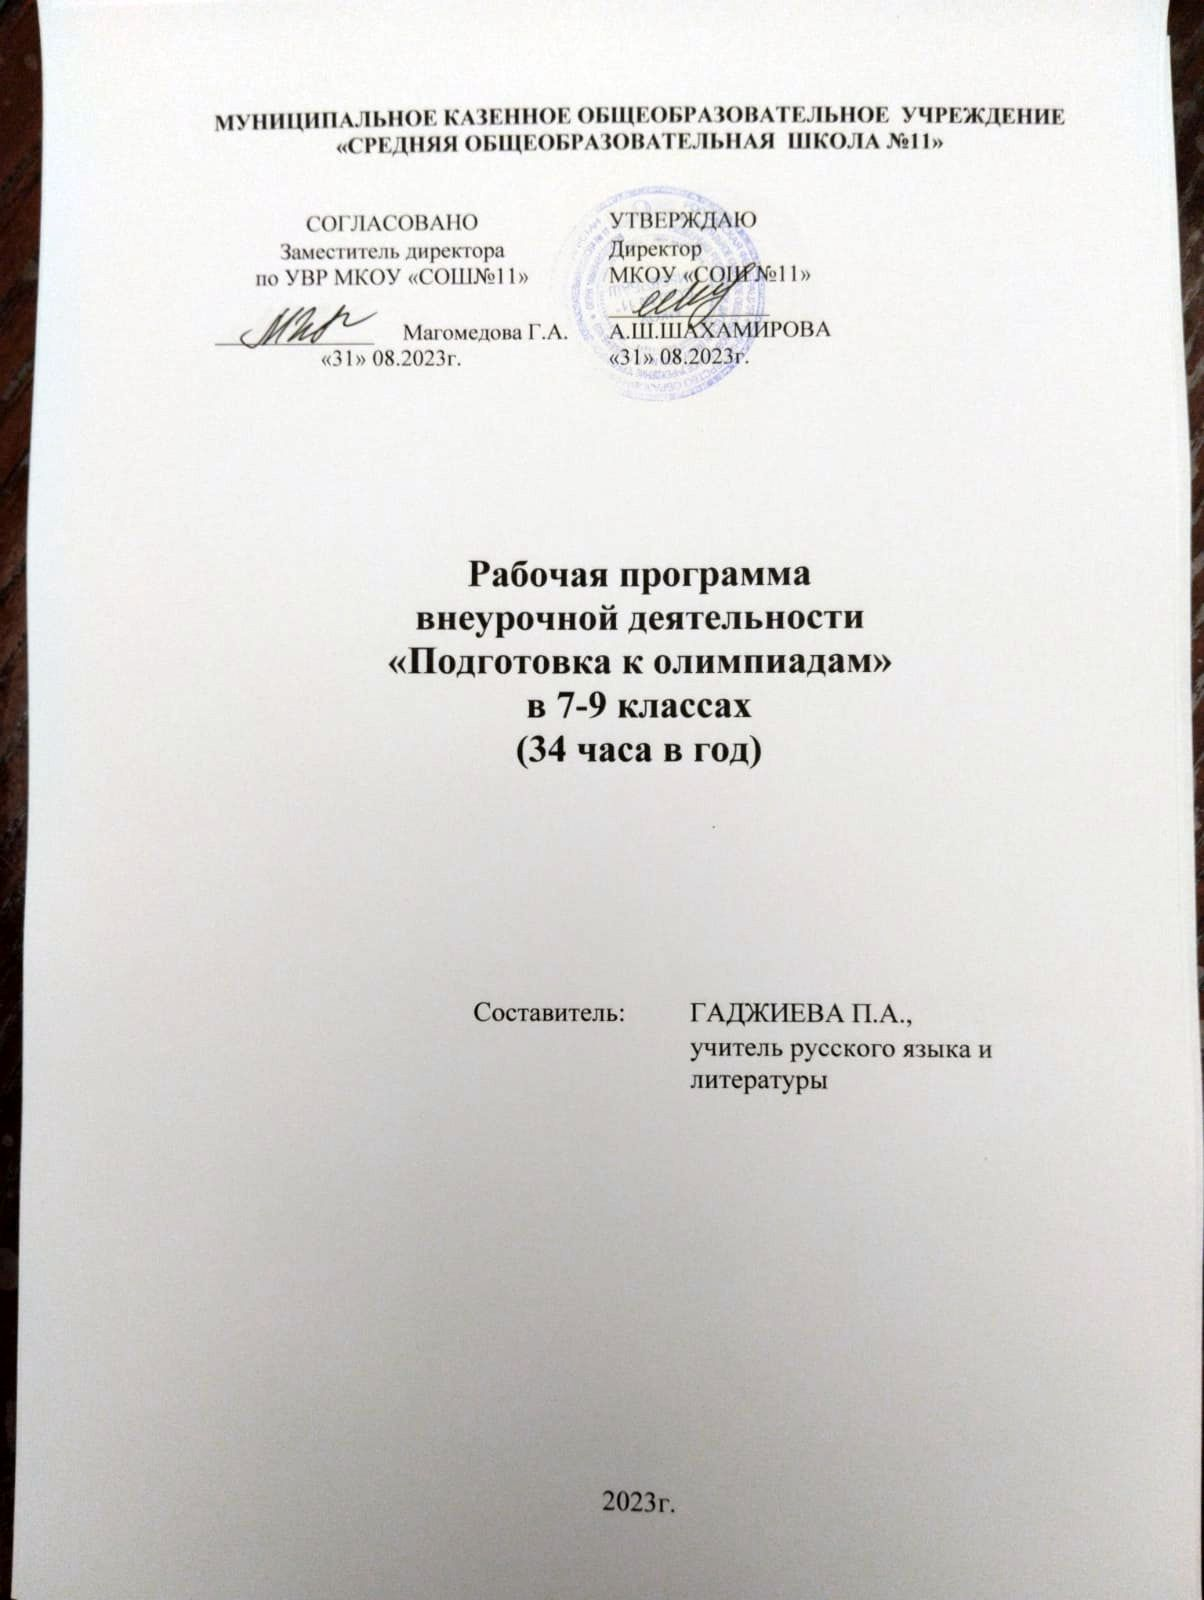 МУНИЦИПАЛЬНОЕ КАЗЕННОЕ ОБЩЕОБРАЗОВАТЕЛЬНОЕ УЧРЕЖДЕНИЕ
«СРЕДНЯЯ ОБЩЕОБРАЗОВАТЕЛЬНАЯ ШКОЛА №11»
СОГЛАСОВАНО
Заместитель директора
по УВР МКОУ «СОШ№11»
Магомедова Г.А.
«31» 08.2023г.
УТВЕРЖДАЮ
Директор
МКОУ «СОШ №11»
А.Ш.ШАХАМИРОВА
«31» 08.2023г.
Рабочая программа
внеурочной деятельности
«Подготовка к олимпиадам»
в 7-9 классах
(34 часа в год)
Составитель: ГАДЖИЕВА П.А.,
учитель русского языка и
литературы
2023г.